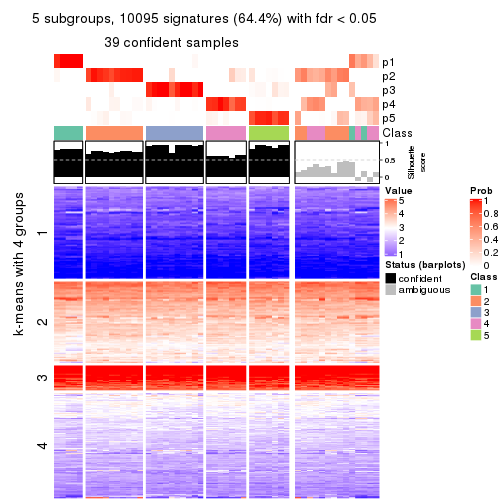 5 subgroups, 10095 signatures (64.4%) with fdr < 0.05
39 confident samples
p1
p2
p3
p4
p5
Class
1
0.5
0
Silhouette
score
k-means with 4 groups
1
2
3
4
Value
5
4
3
2
1
Status (barplots)
confident
ambiguous
Prob
1
0.8
0.6
0.4
0.2
0
Class
1
2
3
4
5